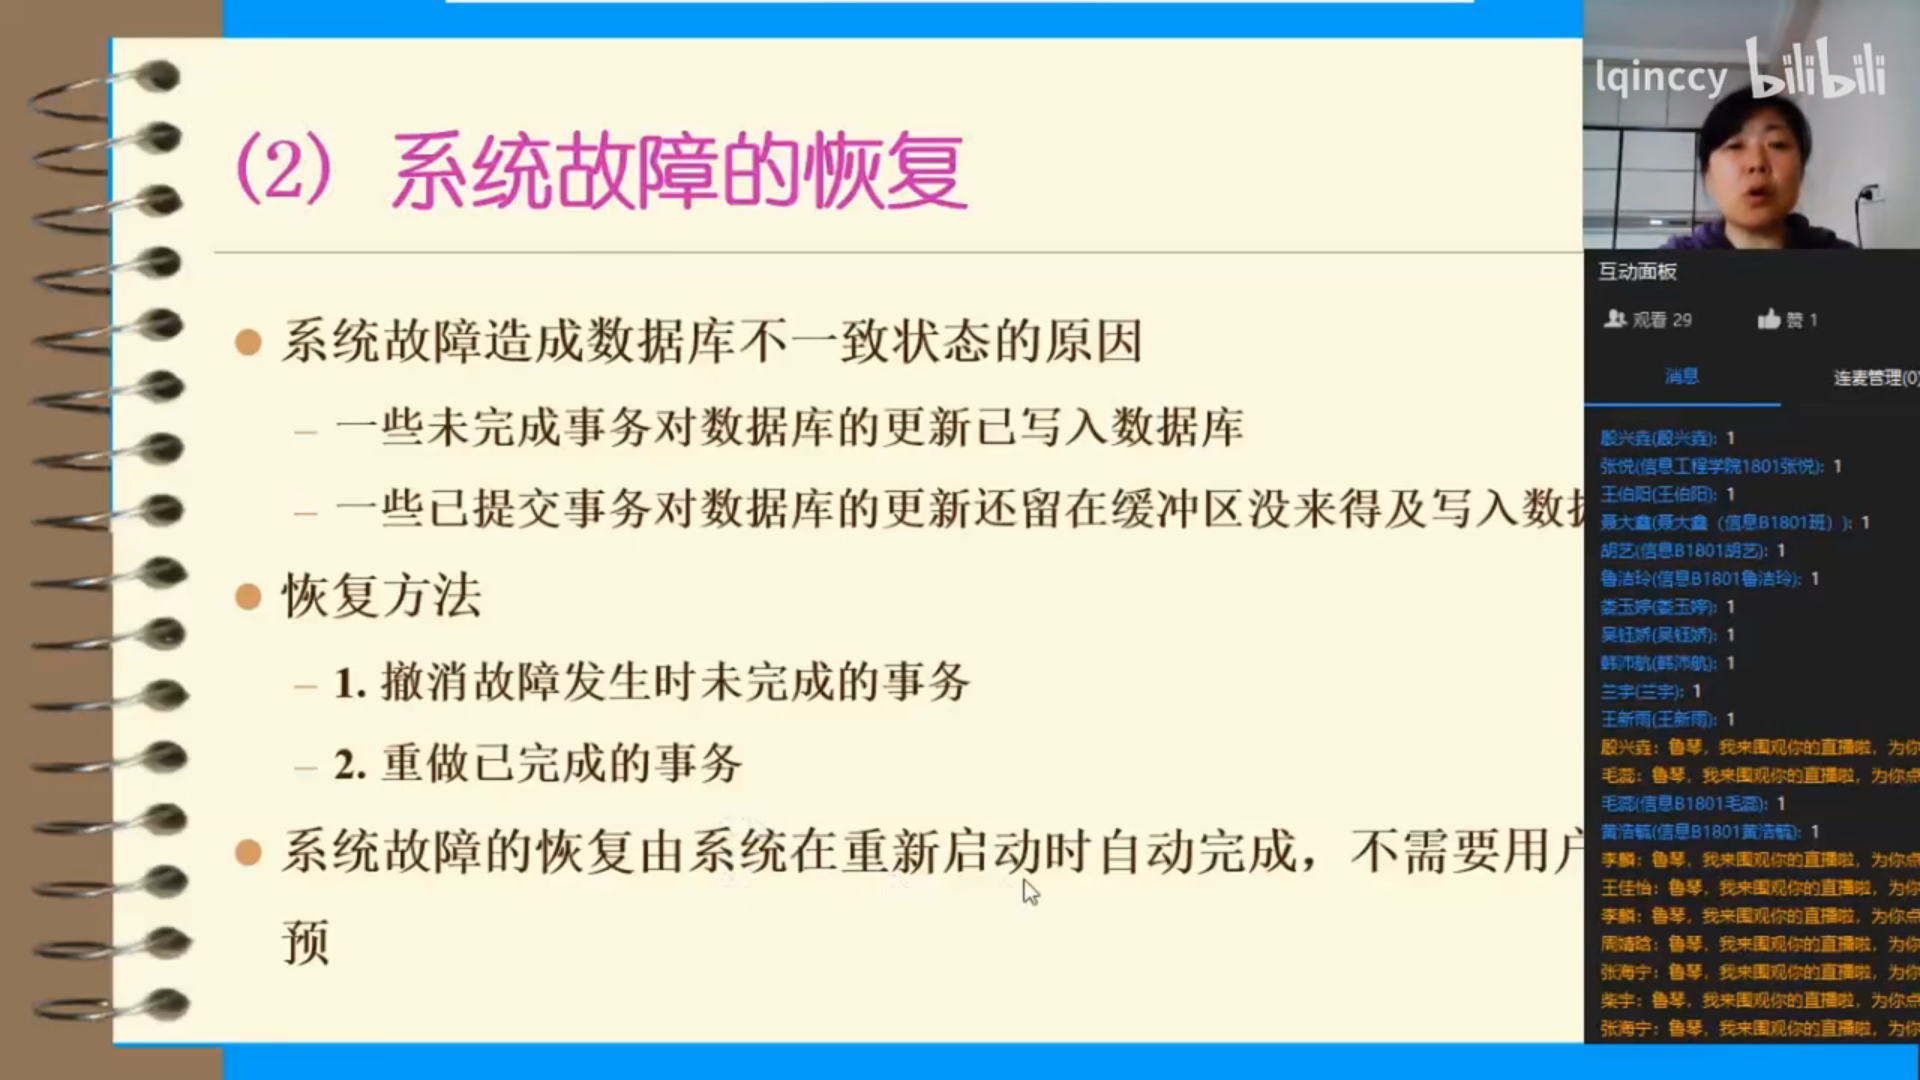 lqinccy bilibili
(2) 系统故障的恢复
系统故障造成数据库不一致状态的原因
– 一些未完成事务对数据库的更新已写入数据库
– 一些已提交事务对数据库的更新还留在缓冲区没来得及写入数据
恢复方法
– 1. 撤消故障发生时未完成的事务
– 2. 重做已完成的事务
系统故障的恢复由系统在重新启动时自动完成，不需要用户
预
互动面板
观看 29
赞 1
消息
连麦管理(0)
殷兴垚(殷兴垚): 1
张悦(信息工程学院1801张悦): 1
王伯阳(王伯阳): 1
聂大鑫(聂大鑫（信息B1801班）): 1
胡艺(信息B1801胡艺): 1
鲁洁玲(信息B1801鲁洁玲): 1
娄玉婷(娄玉婷): 1
吴钰娇(吴钰娇): 1
韩沛航(韩沛航): 1
兰宇(兰宇): 1
王新雨(王新雨): 1
殷兴垚：鲁琴，我来围观你的直播啦，为你
毛蕊：鲁琴，我来围观你的直播啦，为你点
毛蕊(信息B1801毛蕊): 1
黄浩毓(信息B1801黄浩毓): 1
李麟：鲁琴，我来围观你的直播啦，为你点
王佳怡：鲁琴，我来围观你的直播啦，为你
李麟：鲁琴，我来围观你的直播啦，为你点
周婧晗：鲁琴，我来围观你的直播啦，为你
张海宁：鲁琴，我来围观你的直播啦，为你
柴宇：鲁琴，我来围观你的直播啦，为你点
张海宁：鲁琴，我来围观你的直播啦，为你